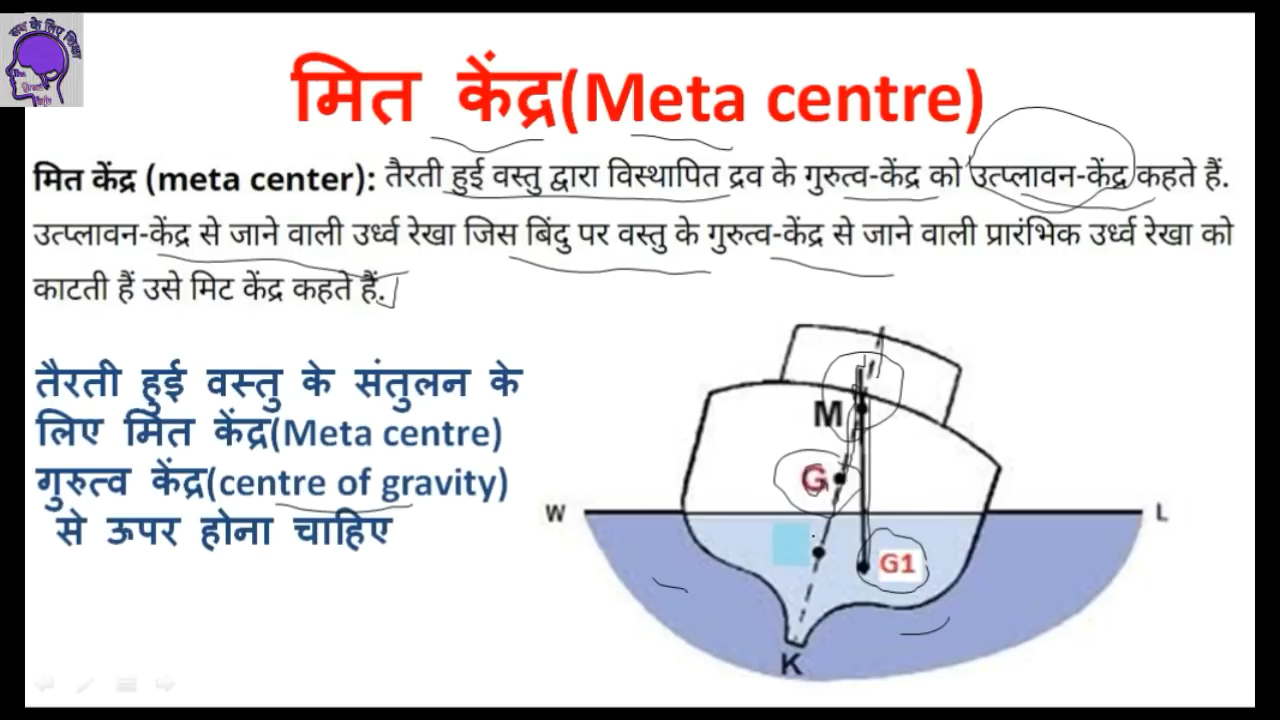 सब के लिए शिक्षा
मित केंद्र(Meta centre)
मित केंद्र (meta center): तैरती हुई वस्तु द्वारा विस्थापित द्रव के गुरुत्व-केंद्र को उत्प्लावन-केंद्र कहते हैं.
उत्प्लावन-केंद्र से जाने वाली उर्ध्व रेखा जिस बिंदु पर वस्तु के गुरुत्व-केंद्र से जाने वाली प्रारंभिक उर्ध्व रेखा को
काटती हैं उसे मिट केंद्र कहते हैं.
तैरती हुई वस्तु के संतुलन के
लिए मित केंद्र(Meta centre)
गुरुत्व केंद्र(centre of gravity)
से ऊपर होना चाहिए
M
G
W
L
G1
K